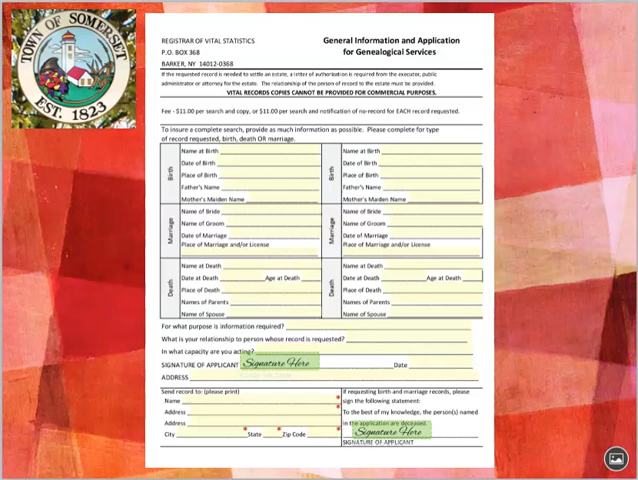 TOWN OF SOMERSET
EST. 1823
REGISTRAR OF VITAL STATISTICS
P.O. BOX 368
BARKER, NY 14012-0368
General Information and Application
for Genealogical Services
If the requested record is needed to settle an estate, a letter of authorization is required from the executor, public
administrator or attorney for the estate. The relationship of the person of record to the estate must be provided.
VITAL RECORDS COPIES CANNOT BE PROVIDED FOR COMMERCIAL PURPOSES.
Fee - $11.00 per search and copy, or $11.00 per search and notification of no-record for EACH record requested.
To insure a complete search, provide as much information as possible. Please complete for type
of record requested, birth, death OR marriage.
Birth
Name at Birth
Date of Birth
Place of Birth
Father's Name
Mother's Maiden Name
Birth
Name at Birth
Date of Birth
Place of Birth
Father's Name
Mother's Maiden Name
Marriage
Name of Bride
Name of Groom
Date of Marriage
Place of Marriage and/or License
Marriage
Name of Bride
Name of Groom
Date of Marriage
Place of Marriage and/or License
Death
Name at Death
Date at Death Age at Death
Place of Death
Names of Parents
Name of Spouse
Death
Name at Death
Date at Death Age at Death
Place of Death
Names of Parents
Name of Spouse
For what purpose is information required?
What is your relationship to person whose record is requested?
In what capacity are you acting?
SIGNATURE OF APPLICANT Signature Here Date
ADDRESS
Send record to: (please print)
Name *
Address *
Address
City * State * Zip Code *
If requesting birth and marriage records, please
sign the following statement:
To the best of my knowledge, the person(s) named
in the application are deceased.
Signature Here
SIGNATURE OF APPLICANT